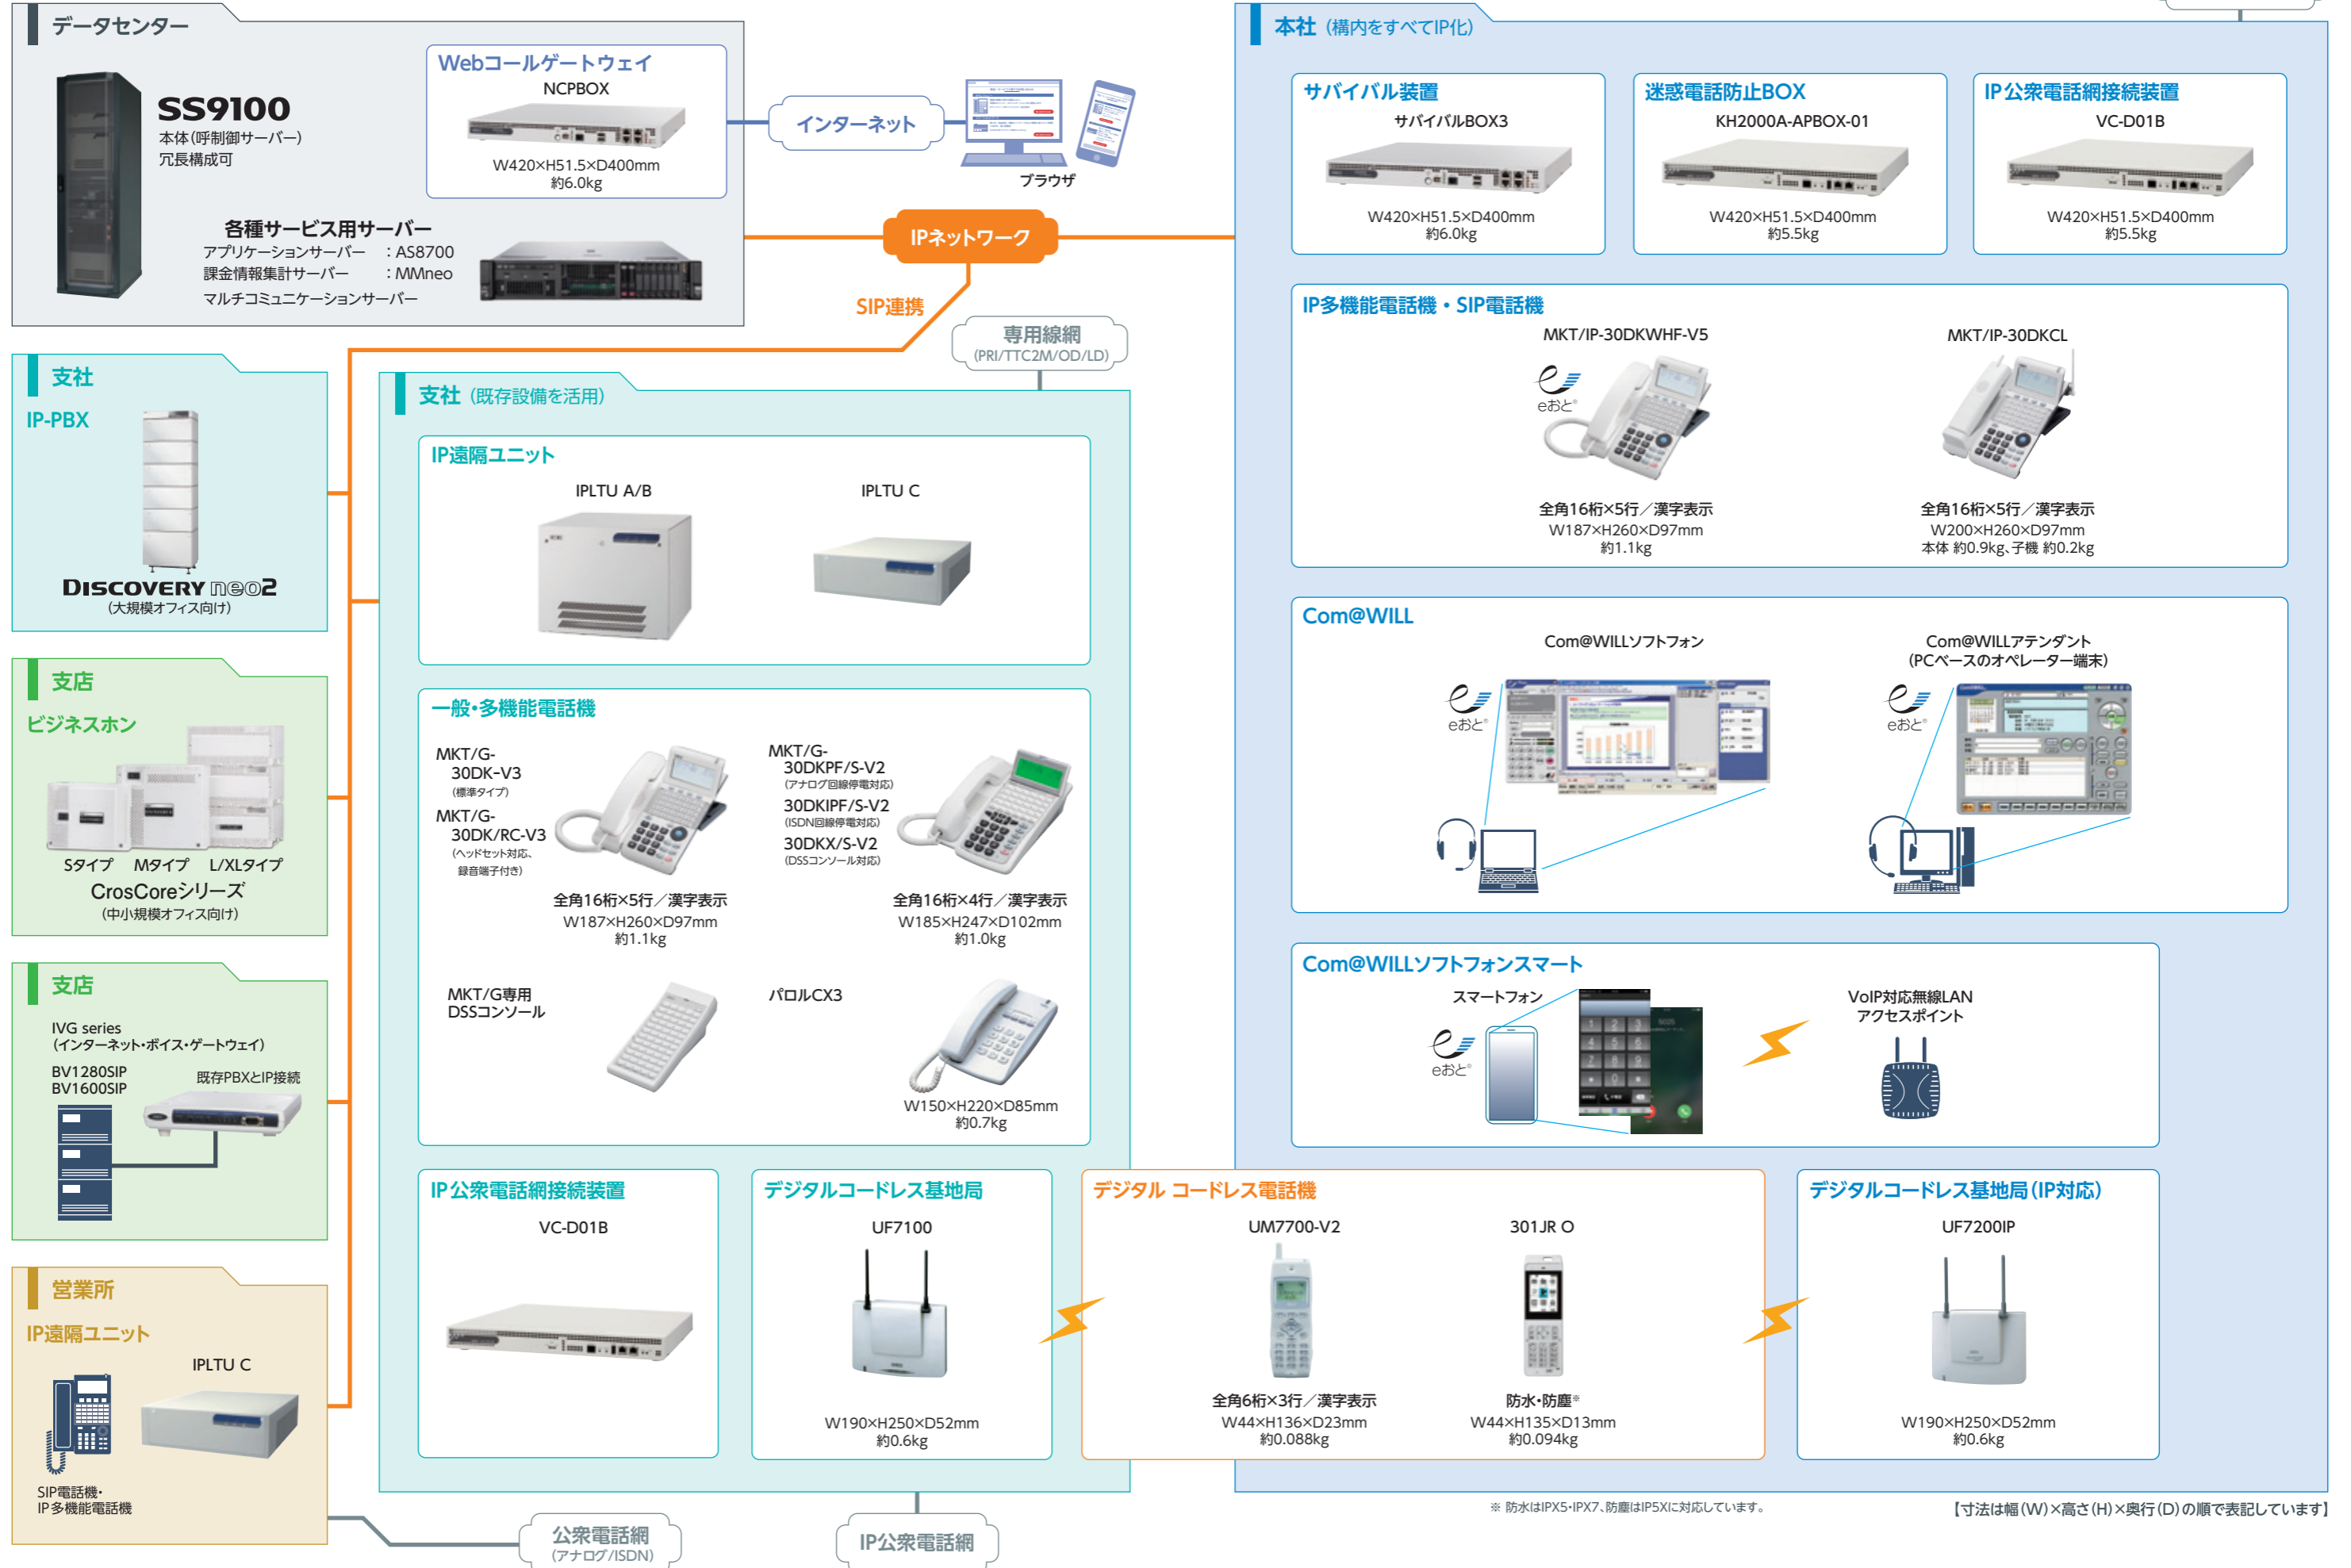 データセンター
SS9100
本体(呼制御サーバー)
冗長構成可
Webコールゲートウェイ
NCPBOX
W420×H51.5×D400mm
約6.0kg
各種サービス用サーバー
アプリケーションサーバー : AS8700
課金情報集計サーバー : MMneo
マルチコミュニケーションサーバー
インターネット
ブラウザ
IPネットワーク
SIP連携
専用線網
(PRI/TTC2M/OD/LD)
支社
IP-PBX
DISCOVERY neo2
(大規模オフィス向け)
支店
ビジネスホン
Sタイプ Mタイプ L/XLタイプ
CrosCoreシリーズ
(中小規模オフィス向け)
支店
IVG series
(インターネット・ボイス・ゲートウェイ)
BV1280SIP
BV1600SIP
既存PBXとIP接続
営業所
IP遠隔ユニット
IPLTU C
SIP電話機・
IP多機能電話機
支社 (既存設備を活用)
IP遠隔ユニット
IPLTU A/B
IPLTU C
一般・多機能電話機
MKT/G-
30DK-V3
(標準タイプ)
MKT/G-
30DK/RC-V3
(ヘッドセット対応、
録音端子付き)
全角16桁×5行/漢字表示
W187×H260×D97mm
約1.1kg
MKT/G-
30DKPF/S-V2
(アナログ回線停電対応)
30DKIPF/S-V2
(ISDN回線停電対応)
30DKX/S-V2
(DSSコンソール対応)
全角16桁×4行/漢字表示
W185×H247×D102mm
約1.0kg
MKT/G専用
DSSコンソール
パロルCX3
W150×H220×D85mm
約0.7kg
IP公衆電話網接続装置
VC-D01B
デジタルコードレス基地局
UF7100
W190×H250×D52mm
約0.6kg
デジタル コードレス電話機
UM7700-V2
全角6桁×3行/漢字表示
W44×H136×D23mm
約0.088kg
301JR O
防水・防塵※
W44×H135×D13mm
約0.094kg
公衆電話網
(アナログ/ISDN)
IP公衆電話網
本社 (構内をすべてIP化)
サバイバル装置
サバイバルBOX3
W420×H51.5×D400mm
約6.0kg
迷惑電話防止BOX
KH2000A-APBOX-01
W420×H51.5×D400mm
約5.5kg
IP公衆電話網接続装置
VC-D01B
W420×H51.5×D400mm
約5.5kg
IP多機能電話機・SIP電話機
MKT/IP-30DKWHF-V5
eおと®
全角16桁×5行/漢字表示
W187×H260×D97mm
約1.1kg
MKT/IP-30DKCL
全角16桁×5行/漢字表示
W200×H260×D97mm
本体 約0.9kg、子機 約0.2kg
Com@WILL
Com@WILLソフトフォン
eおと®
Com@WILLアテンダント
(PCベースのオペレーター端末)
eおと®
Com@WILLソフトフォンスマート
スマートフォン
eおと®
VoIP対応無線LAN
アクセスポイント
デジタルコードレス基地局(IP対応)
UF7200IP
W190×H250×D52mm
約0.6kg
※ 防水はIPX5・IPX7、防塵はIP5Xに対応しています。
【寸法は幅(W)×高さ(H)×奥行(D)の順で表記しています】